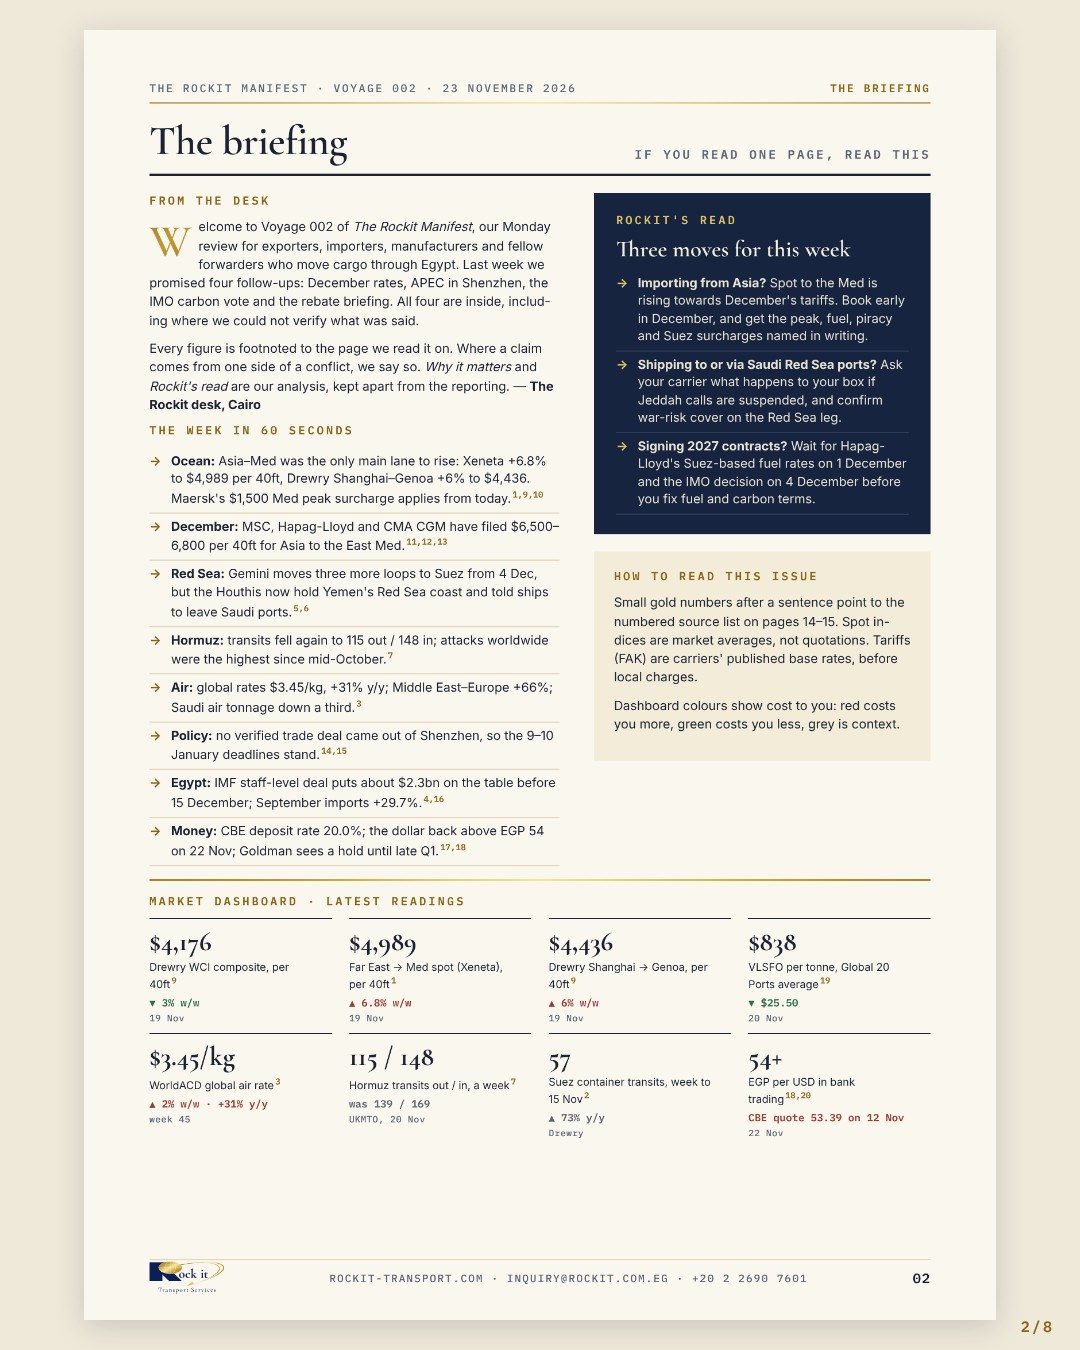 THE ROCKIT MANIFEST · VOYAGE 002 · 23 NOVEMBER 2026
THE BRIEFING
The briefing
IF YOU READ ONE PAGE, READ THIS
FROM THE DESK
Welcome to Voyage 002 of The Rockit Manifest, our Monday
review for exporters, importers, manufacturers and fellow
forwarders who move cargo through Egypt. Last week we
promised four follow-ups: December rates, APEC in Shenzhen, the
IMO carbon vote and the rebate briefing. All four are inside, includ-
ing where we could not verify what was said.
Every figure is footnoted to the page we read it on. Where a claim
comes from one side of a conflict, we say so. Why it matters and
Rockit's read are our analysis, kept apart from the reporting. — The
Rockit desk, Cairo
THE WEEK IN 60 SECONDS
→ Ocean: Asia–Med was the only main lane to rise: Xeneta +6.8%
to $4,989 per 40ft, Drewry Shanghai–Genoa +6% to $4,436.
Maersk's $1,500 Med peak surcharge applies from today.1,9,10
→ December: MSC, Hapag-Lloyd and CMA CGM have filed $6,500–
6,800 per 40ft for Asia to the East Med.11,12,13
→ Red Sea: Gemini moves three more loops to Suez from 4 Dec,
but the Houthis now hold Yemen's Red Sea coast and told ships
to leave Saudi ports.5,6
→ Hormuz: transits fell again to 115 out / 148 in; attacks worldwide
were the highest since mid-October.7
→ Air: global rates $3.45/kg, +31% y/y; Middle East–Europe +66%;
Saudi air tonnage down a third.3
→ Policy: no verified trade deal came out of Shenzhen, so the 9–10
January deadlines stand.14,15
→ Egypt: IMF staff-level deal puts about $2.3bn on the table before
15 December; September imports +29.7%.4,16
→ Money: CBE deposit rate 20.0%; the dollar back above EGP 54
on 22 Nov; Goldman sees a hold until late Q1.17,18
ROCKIT'S READ
Three moves for this week
→ Importing from Asia? Spot to the Med is
rising towards December's tariffs. Book early
in December, and get the peak, fuel, piracy
and Suez surcharges named in writing.
→ Shipping to or via Saudi Red Sea ports? Ask
your carrier what happens to your box if
Jeddah calls are suspended, and confirm
war-risk cover on the Red Sea leg.
→ Signing 2027 contracts? Wait for Hapag-
Lloyd's Suez-based fuel rates on 1 December
and the IMO decision on 4 December before
you fix fuel and carbon terms.
HOW TO READ THIS ISSUE
Small gold numbers after a sentence point to the
numbered source list on pages 14–15. Spot in-
dices are market averages, not quotations. Tariffs
(FAK) are carriers' published base rates, before
local charges.
Dashboard colours show cost to you: red costs
you more, green costs you less, grey is context.
MARKET DASHBOARD · LATEST READINGS
$4,176
Drewry WCI composite, per
40ft9
▼ 3% w/w
19 Nov
$4,989
Far East → Med spot (Xeneta),
per 40ft1
▲ 6.8% w/w
19 Nov
$4,436
Drewry Shanghai → Genoa, per
40ft9
▲ 6% w/w
19 Nov
$838
VLSFO per tonne, Global 20
Ports average19
▼ $25.50
20 Nov
$3.45/kg
WorldACD global air rate3
▲ 2% w/w · +31% y/y
week 45
115 / 148
Hormuz transits out / in, a week7
was 139 / 169
UKMTO, 20 Nov
57
Suez container transits, week to
15 Nov2
▲ 73% y/y
Drewry
54+
EGP per USD in bank
trading18,20
CBE quote 53.39 on 12 Nov
22 Nov
Rock it
Transport Services
ROCKIT-TRANSPORT.COM · INQUIRY@ROCKIT.COM.EG · +20 2 2690 7601
02
2/8